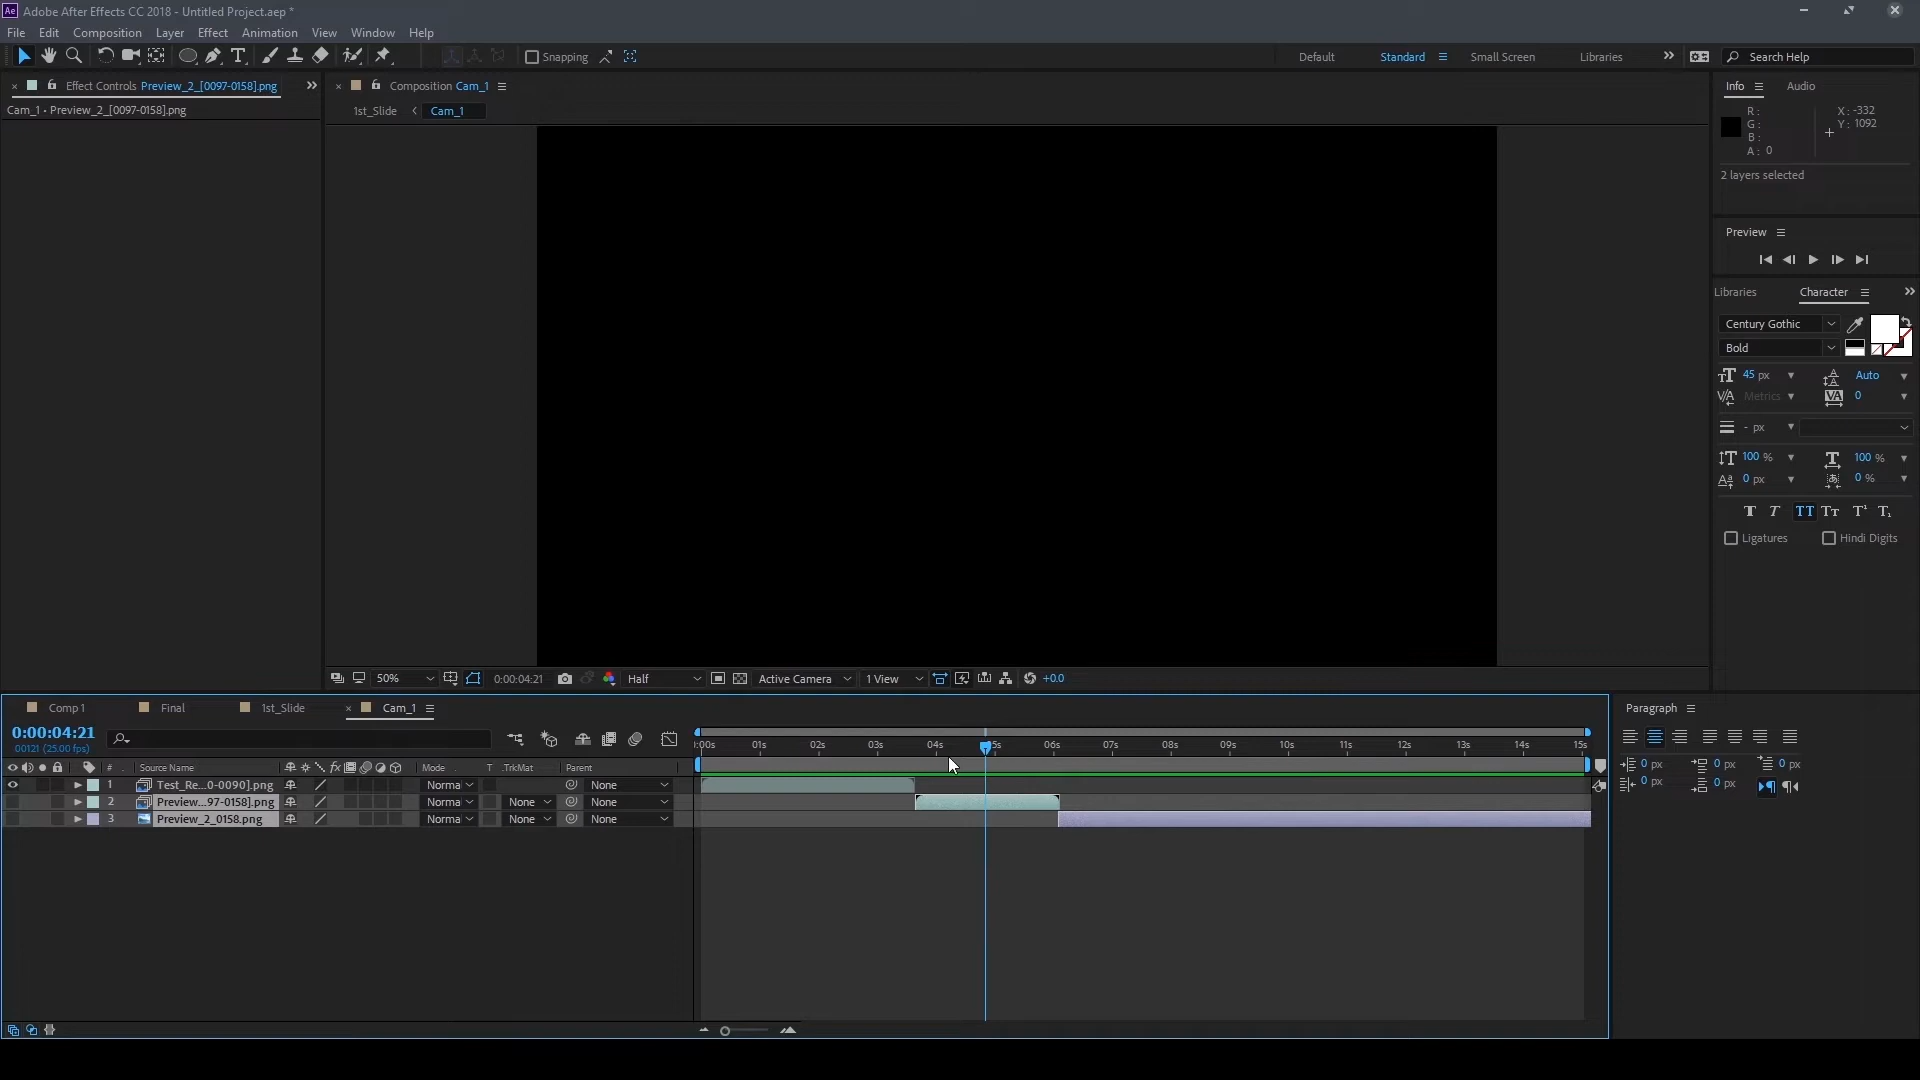 Ae Adobe After Effects CC 2018 - Untitled Project.aep *
File Edit Composition Layer Effect Animation View Window Help
Snapping Default Standard Small Screen Libraries Search Help
Effect Controls Preview_2_[0097-0158].png
Cam_1 • Preview_2_[0097-0158].png
Composition Cam_1
1st_Slide Cam_1
Info Audio
R:
G:
B:
A: 0
X: -332
Y: 1092
2 layers selected
Preview
Libraries Character
Century Gothic
Bold
45 px Auto
Metrics 0
- px
100 % 100 %
0 px 0 %
Ligatures Hindi Digits
50% 0:00:04:21 Half Active Camera 1 View +0.0
Comp 1 Final 1st_Slide Cam_1
0:00:04:21
00121 (25.00 fps)
01s 02s 03s 04s 06s 07s 08s 09s 10s 11s 12s 13s 14s 15s
# Source Name Mode T .TrkMat Parent
1 Test_Re...0-0090].png Norma None
2 Preview...97-0158].png Norma None None
3 Preview_2_0158.png Norma None None
Paragraph
0 px 0 px 0 px
0 px 0 px